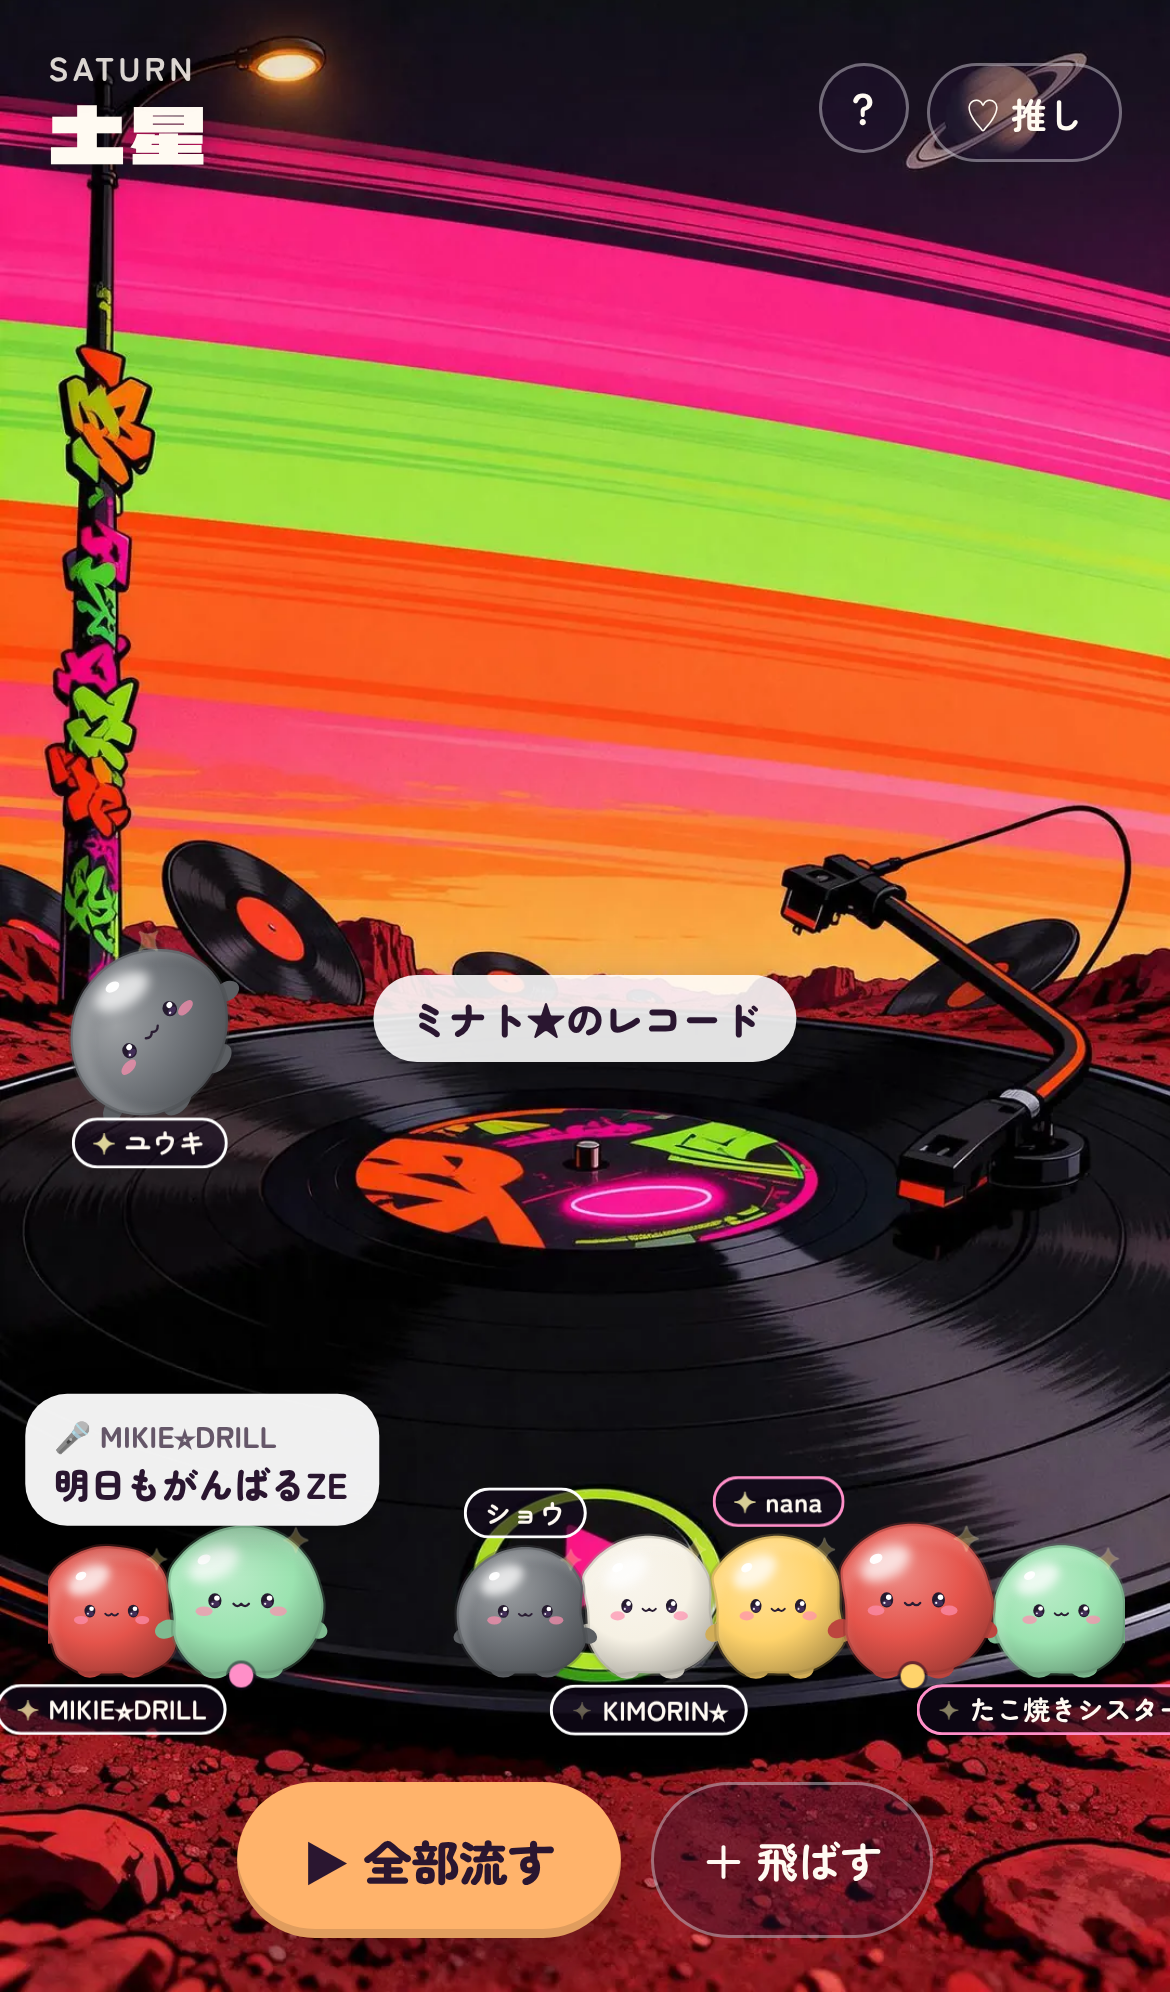 SATURN
土星
?
♡ 推し
ミナト★のレコード
ユウキ
🎤 MIKIE★DRILL
明日もがんばるZE
ショウ
nana
MIKIE★DRILL
KIMORIN★
たこ焼きシスター
▶ 全部流す
+ 飛ばす